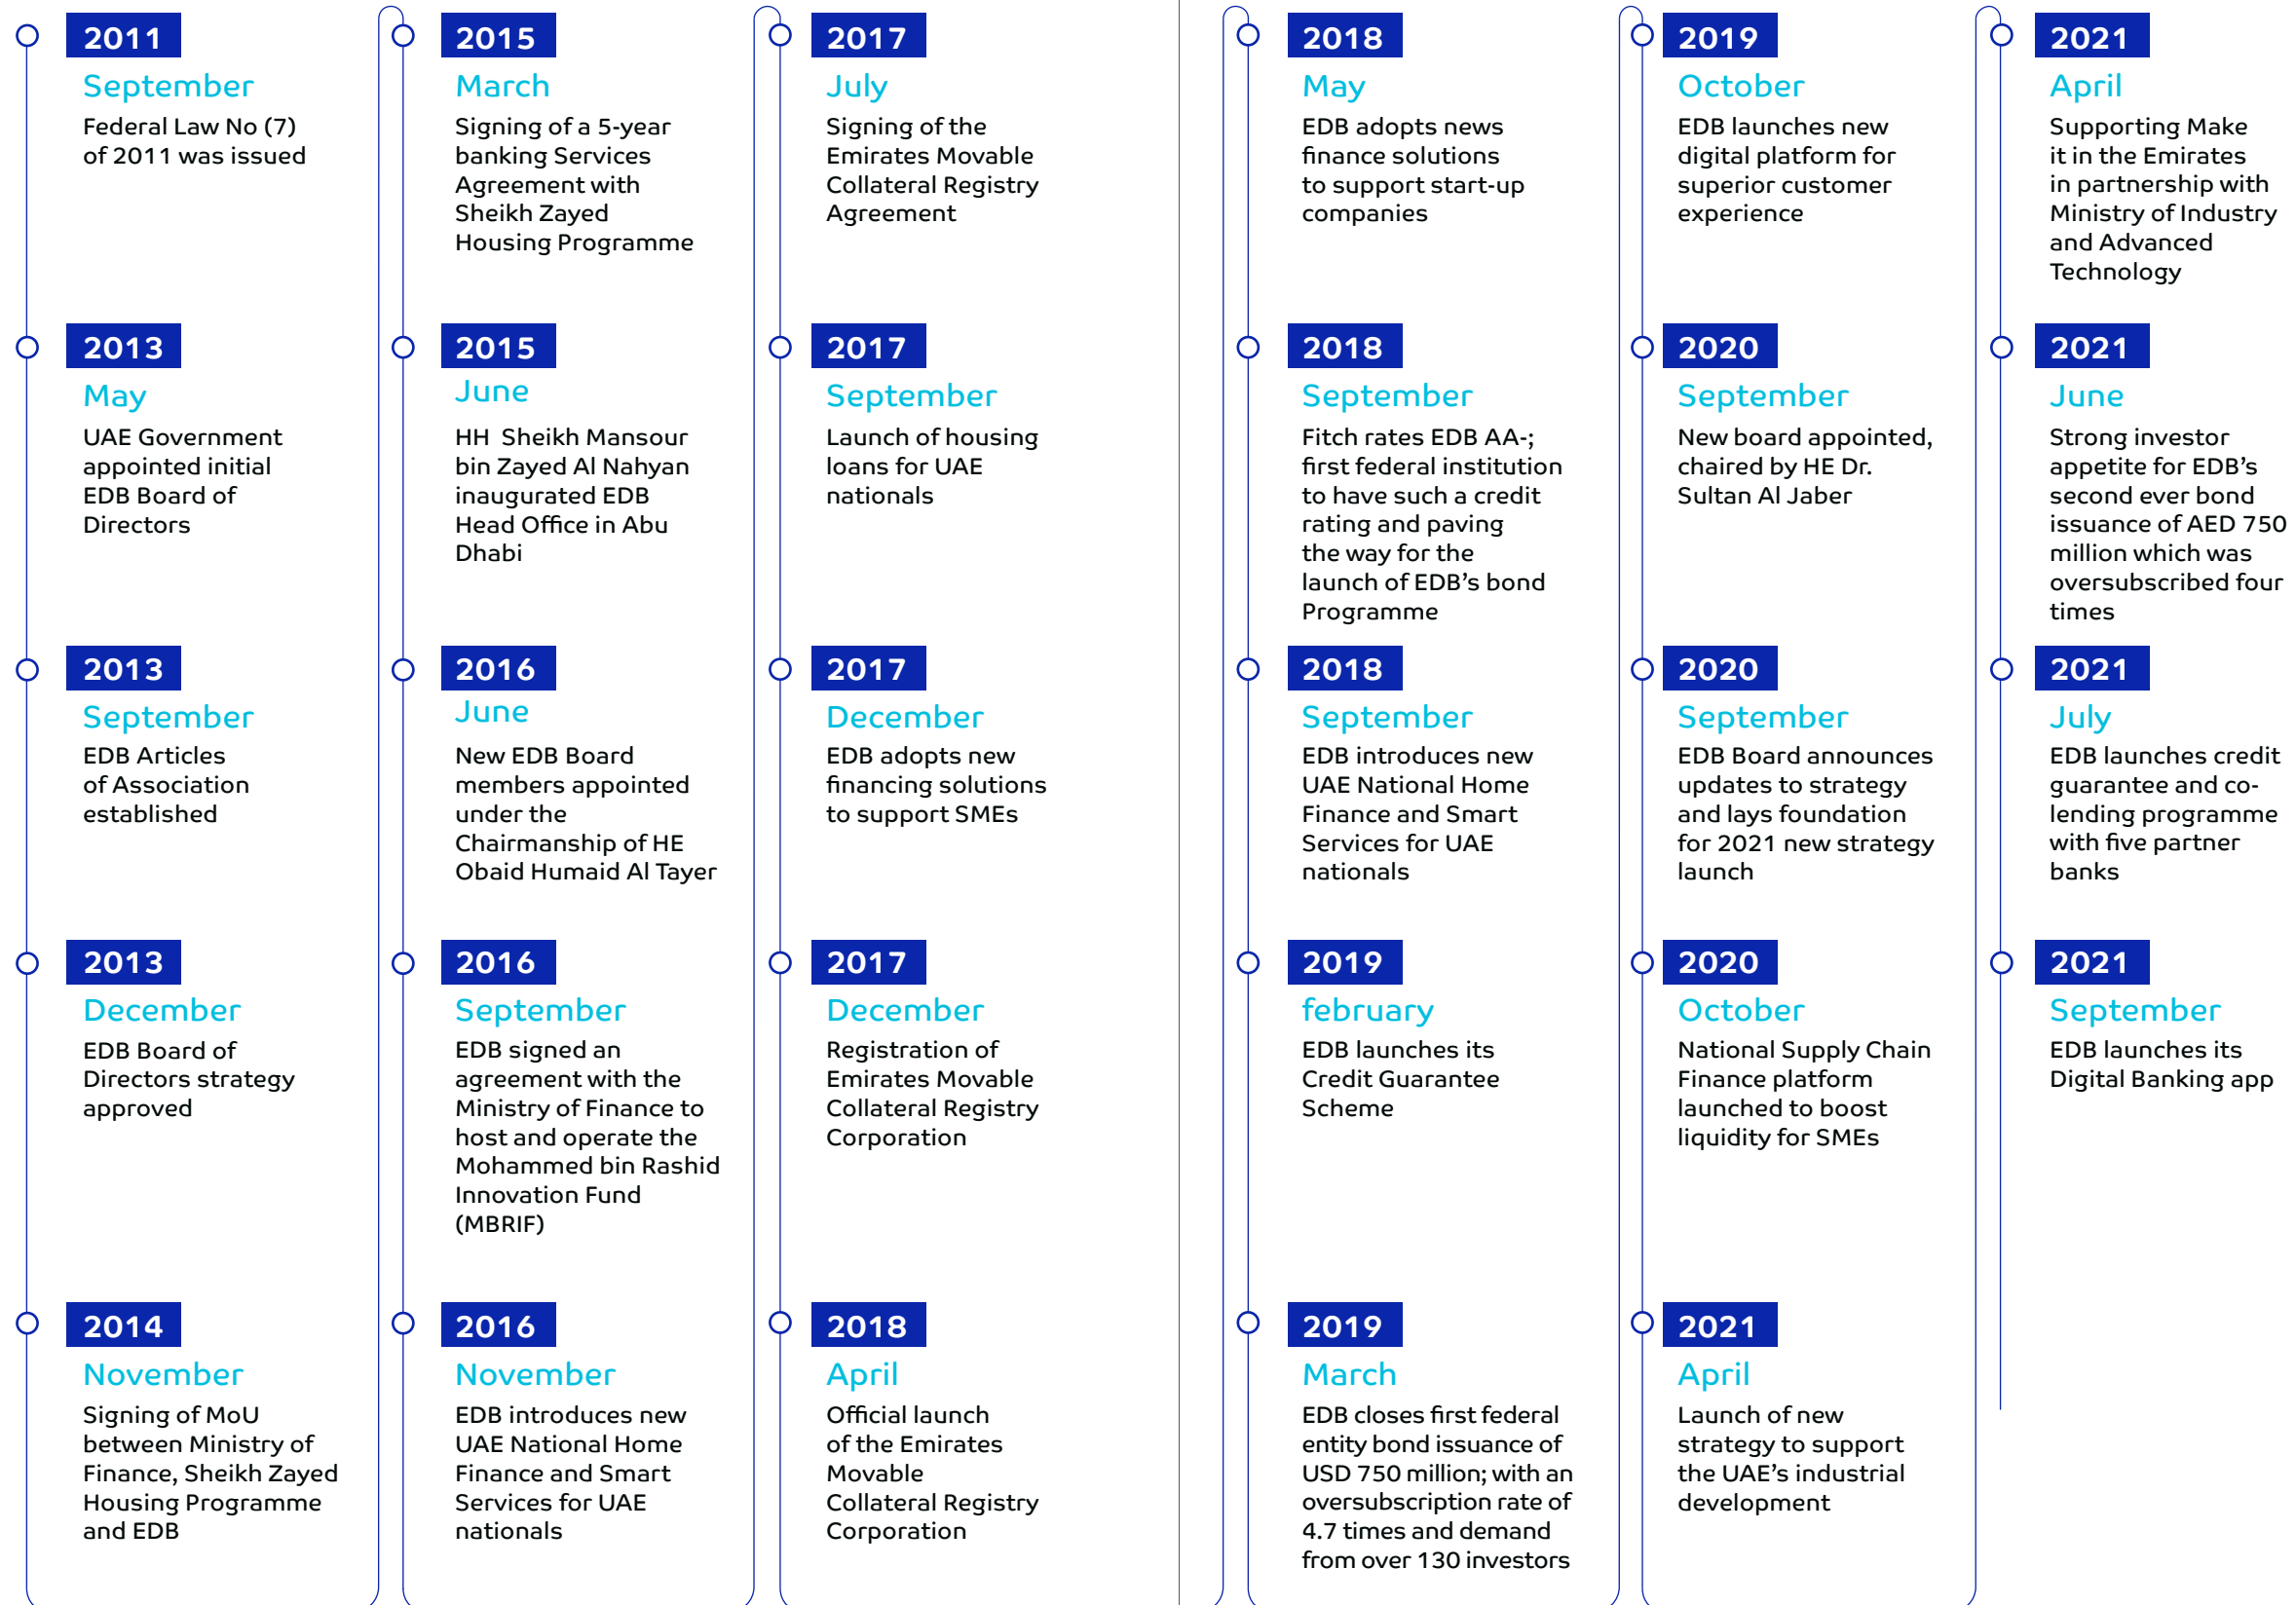 2011
September
Federal Law No (7)
of 2011 was issued
2013
May
UAE Government
appointed initial
EDB Board of
Directors
2013
September
EDB Articles
of Association
established
2013
December
EDB Board of
Directors strategy
approved
2014
November
Signing of MoU
between Ministry of
Finance, Sheikh Zayed
Housing Programme
and EDB
2015
March
Signing of a 5-year
banking Services
Agreement with
Sheikh Zayed
Housing Programme
2015
June
HH Sheikh Mansour
bin Zayed Al Nahyan
inaugurated EDB
Head Office in Abu
Dhabi
2016
June
New EDB Board
members appointed
under the
Chairmanship of HE
Obaid Humaid Al Tayer
2016
September
EDB signed an
agreement with the
Ministry of Finance to
host and operate the
Mohammed bin Rashid
Innovation Fund
(MBRIF)
2016
November
EDB introduces new
UAE National Home
Finance and Smart
Services for UAE
nationals
2017
July
Signing of the
Emirates Movable
Collateral Registry
Agreement
2017
September
Launch of housing
loans for UAE
nationals
2017
December
EDB adopts new
financing solutions
to support SMEs
2017
December
Registration of
Emirates Movable
Collateral Registry
Corporation
2018
April
Official launch
of the Emirates
Movable
Collateral Registry
Corporation
2018
May
EDB adopts news
finance solutions
to support start-up
companies
2018
September
Fitch rates EDB AA-;
first federal institution
to have such a credit
rating and paving
the way for the
launch of EDB’s bond
Programme
2018
September
EDB introduces new
UAE National Home
Finance and Smart
Services for UAE
nationals
2019
february
EDB launches its
Credit Guarantee
Scheme
2019
March
EDB closes first federal
entity bond issuance of
USD 750 million; with an
oversubscription rate of
4.7 times and demand
from over 130 investors
2019
October
EDB launches new
digital platform for
superior customer
experience
2020
September
New board appointed,
chaired by HE Dr.
Sultan Al Jaber
2020
September
EDB Board announces
updates to strategy
and lays foundation
for 2021 new strategy
launch
2020
October
National Supply Chain
Finance platform
launched to boost
liquidity for SMEs
2021
April
Launch of new
strategy to support
the UAE’s industrial
development
2021
April
Supporting Make
it in the Emirates
in partnership with
Ministry of Industry
and Advanced
Technology
2021
June
Strong investor
appetite for EDB’s
second ever bond
issuance of AED 750
million which was
oversubscribed four
times
2021
July
EDB launches credit
guarantee and co-
lending programme
with five partner
banks
2021
September
EDB launches its
Digital Banking app